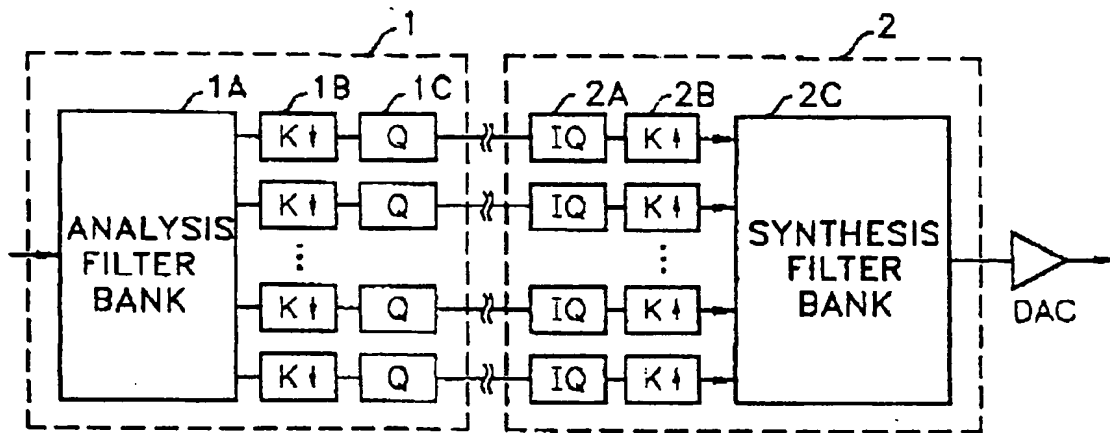 1
2
1A
1B
1C
2A
2B
2C
K↓ Q IQ K↑
K↓ Q IQ K↑
ANALYSIS
FILTER
BANK
SYNTHESIS
FILTER
BANK
K↓ Q IQ K↑
K↓ Q IQ K↑
DAC